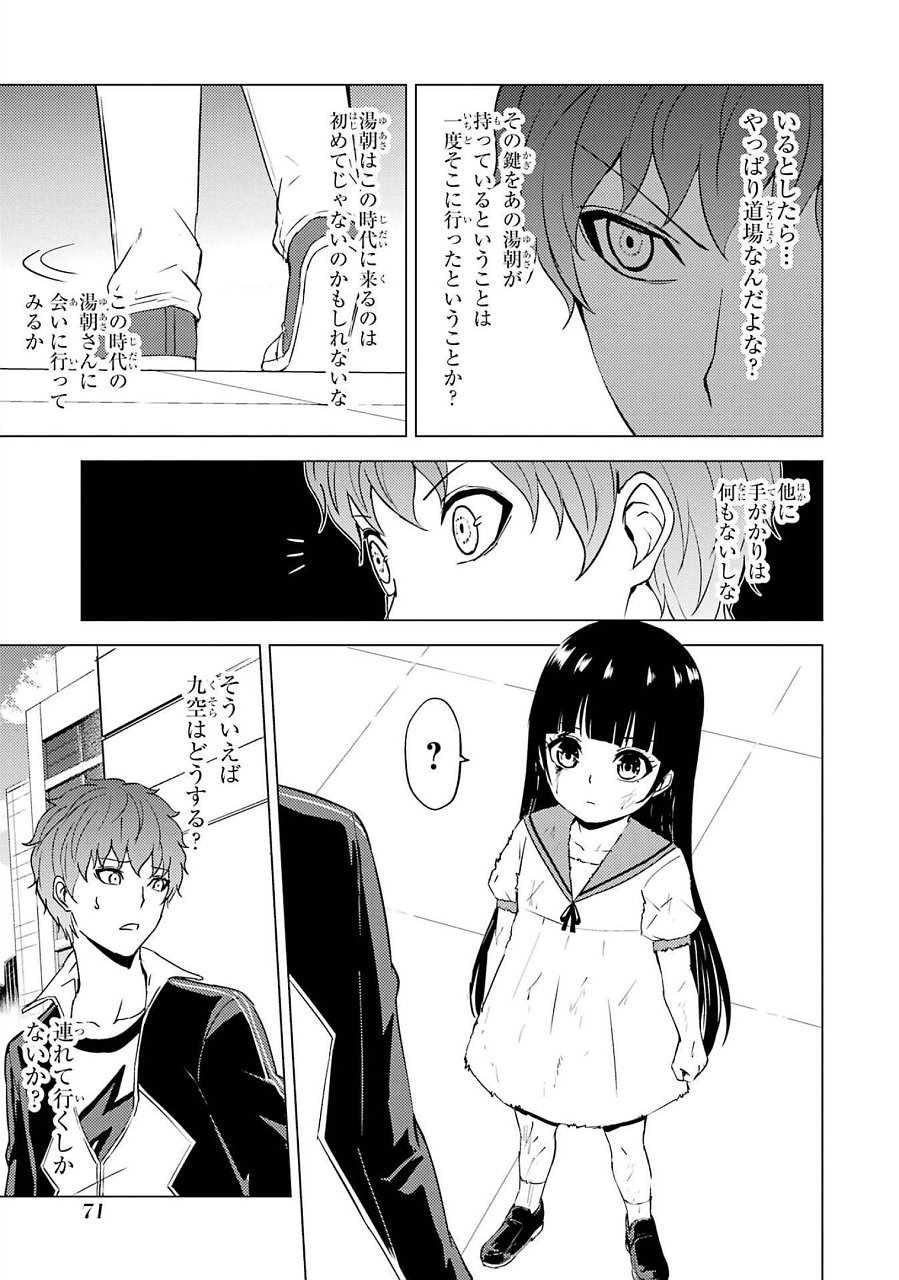 いるとしたら…
やっぱり道場なんだよな?
その鍵をあの湯朝が
持っているということは
一度そこに行ったということか?
湯朝はこの時代に来るのは
初めてじゃないのかもしれないな
この時代の
湯朝さんに
会いに行って
みるか
他に
手がかりは
何もないしな
?
そういえば
九空はどうする?
連れて行くしか
ないか?
71